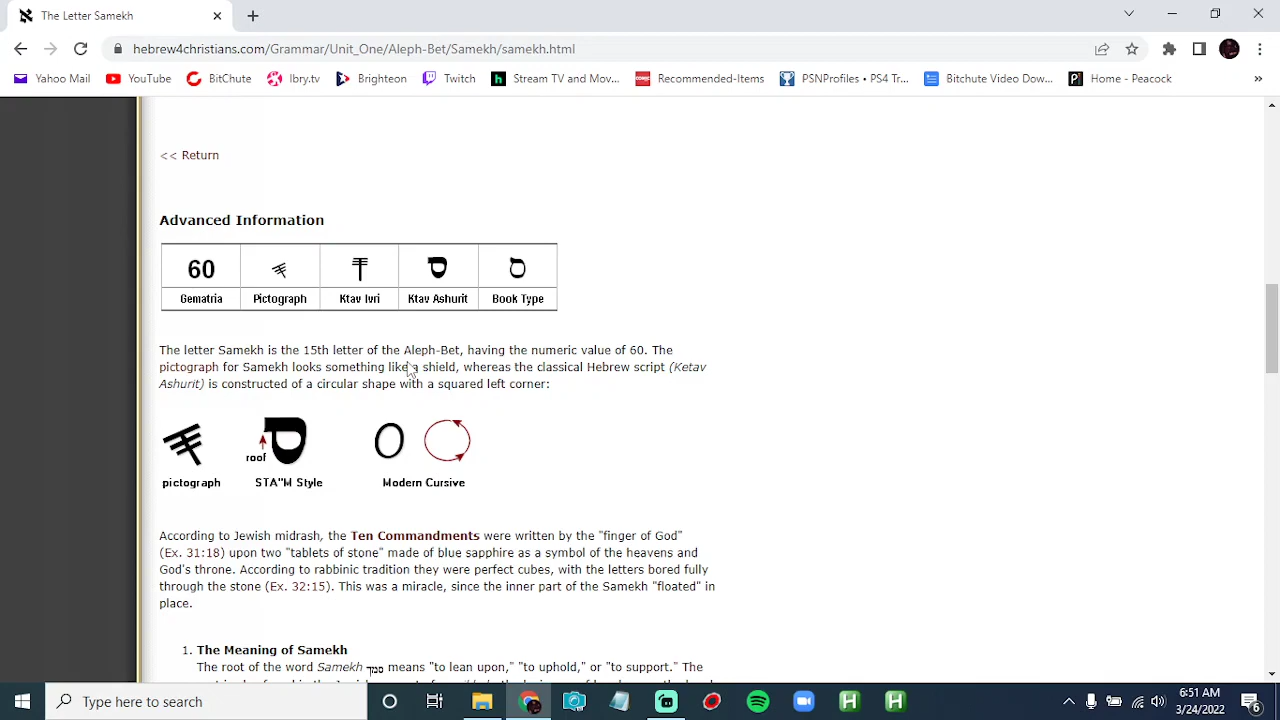 The Letter Samekh
hebrew4christians.com/Grammar/Unit_One/Aleph-Bet/Samekh/samekh.html
Yahoo Mail YouTube BitChute lbry.tv Brighteon Twitch Stream TV and Mov... Recommended-Items PSNProfiles • PS4 Tr... Bitchute Video Dow... Home - Peacock »
<< Return
Advanced Information
60
ס ס
Gematria Pictograph Ktav Ivri Ktav Ashurit Book Type
The letter Samekh is the 15th letter of the Aleph-Bet, having the numeric value of 60. The
pictograph for Samekh looks something like a shield, whereas the classical Hebrew script (Ketav
Ashurit) is constructed of a circular shape with a squared left corner:
ס
roof
pictograph STA"M Style Modern Cursive
According to Jewish midrash, the Ten Commandments were written by the "finger of God"
(Ex. 31:18) upon two "tablets of stone" made of blue sapphire as a symbol of the heavens and
God's throne. According to rabbinic tradition they were perfect cubes, with the letters bored fully
through the stone (Ex. 32:15). This was a miracle, since the inner part of the Samekh "floated" in
place.
1. The Meaning of Samekh
The root of the word Samekh סמך means "to lean upon," "to uphold," or "to support." The
Type here to search
6:51 AM
3/24/2022
6